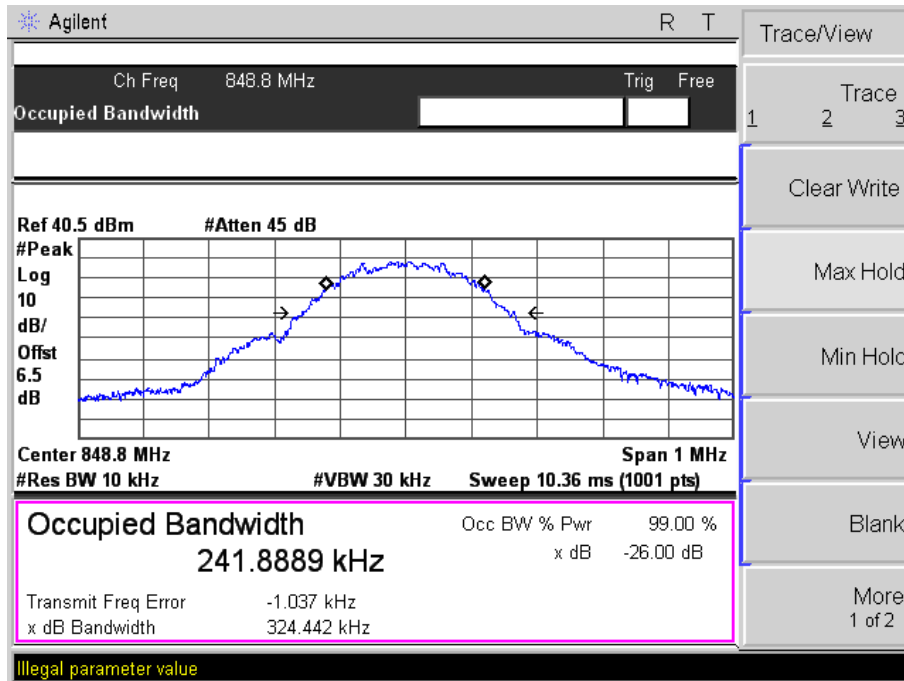 Agilent R T
Ch Freq 848.8 MHz Trig Free
Occupied Bandwidth
Ref 40.5 dBm #Atten 45 dB
#Peak
Log
10
dB/
Offst
6.5
dB
Center 848.8 MHz Span 1 MHz
#Res BW 10 kHz #VBW 30 kHz Sweep 10.36 ms (1001 pts)
Occupied Bandwidth
241.8889 kHz
Occ BW % Pwr 99.00 %
x dB -26.00 dB
Transmit Freq Error -1.037 kHz
x dB Bandwidth 324.442 kHz
Illegal parameter value
Trace/View
Trace
1 2 3
Clear Write
Max Hold
Min Hold
View
Blank
More
1 of 2